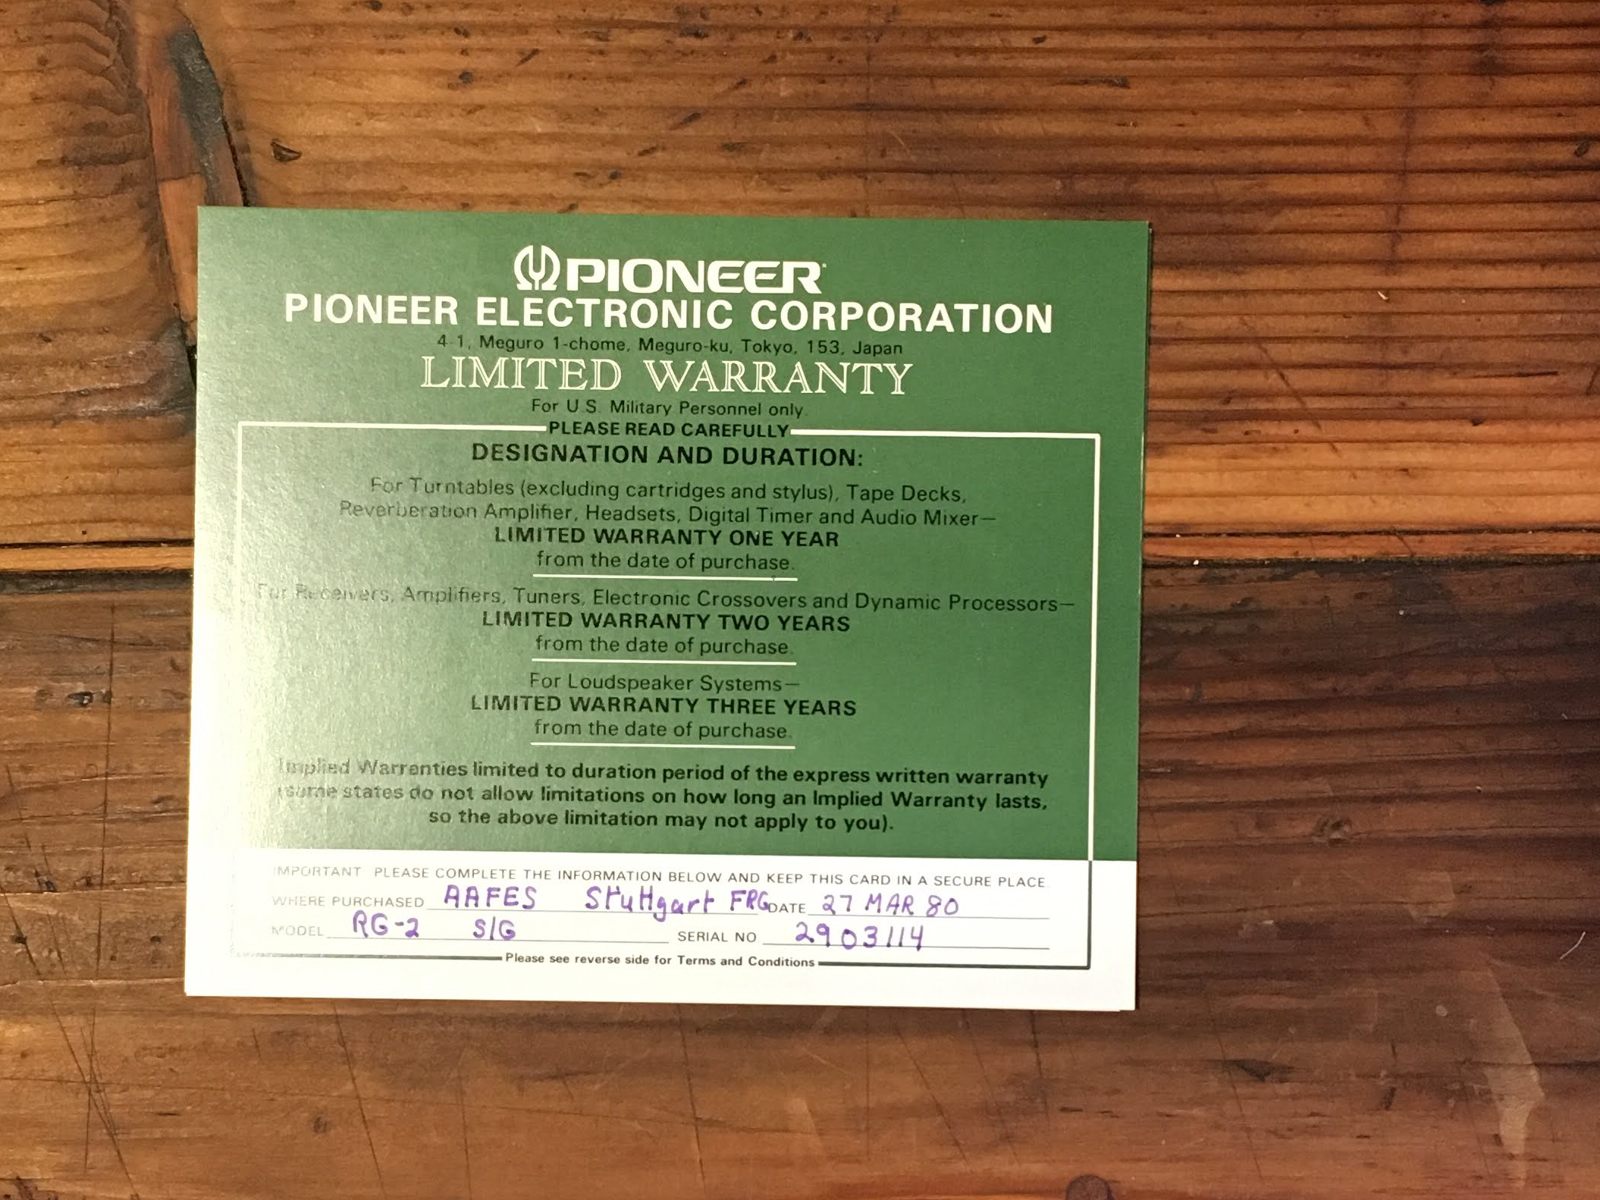 PIONEER
PIONEER ELECTRONIC CORPORATION
4-1, Meguro 1-chome, Meguro-ku, Tokyo, 153, Japan
LIMITED WARRANTY
For U.S. Military Personnel only.
PLEASE READ CAREFULLY
DESIGNATION AND DURATION:
For Turntables (excluding cartridges and stylus), Tape Decks,
Reverberation Amplifier, Headsets, Digital Timer and Audio Mixer—
LIMITED WARRANTY ONE YEAR
from the date of purchase.
For Receivers, Amplifiers, Tuners, Electronic Crossovers and Dynamic Processors—
LIMITED WARRANTY TWO YEARS
from the date of purchase.
For Loudspeaker Systems—
LIMITED WARRANTY THREE YEARS
from the date of purchase.
Implied Warranties limited to duration period of the express written warranty
(some states do not allow limitations on how long an Implied Warranty lasts,
so the above limitation may not apply to you).
IMPORTANT PLEASE COMPLETE THE INFORMATION BELOW AND KEEP THIS CARD IN A SECURE PLACE.
WHERE PURCHASED AAFES Stuttgart FRG DATE 27 MAR 80
MODEL RG-2 S/G SERIAL NO 2903114
Please see reverse side for Terms and Conditions